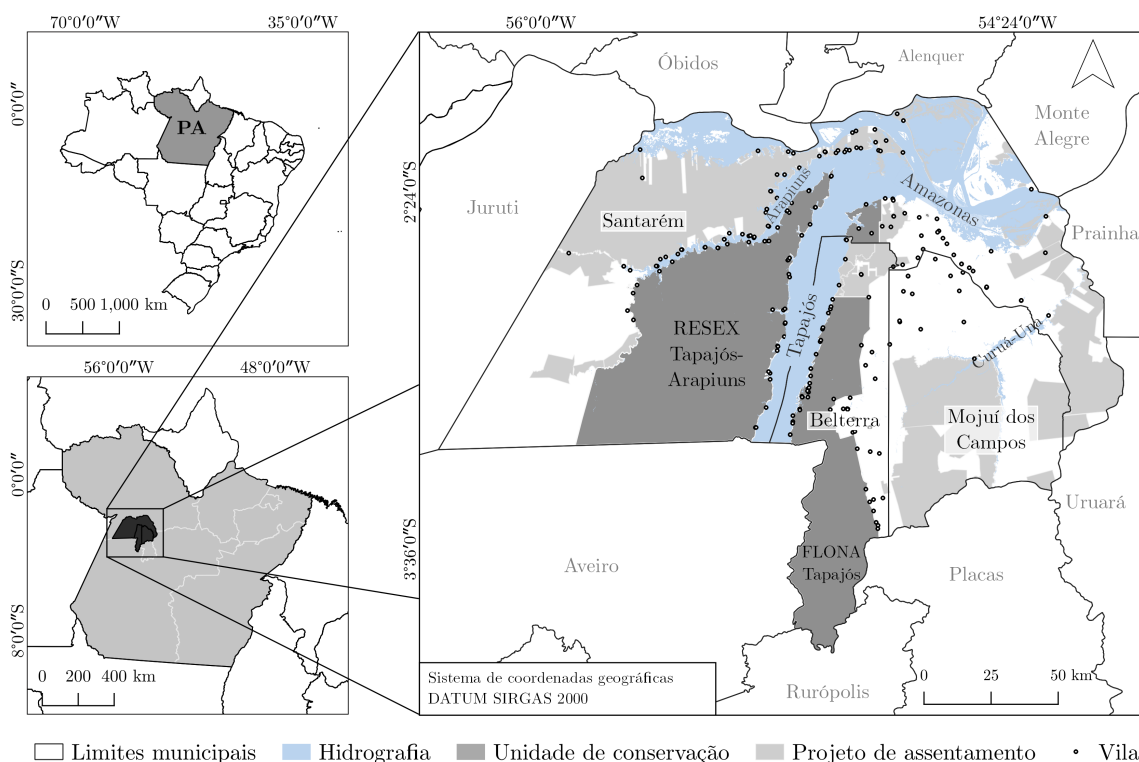 70°0′0″W
35°0′0″W
0°0′0″
30°0′0″S
PA
0 500 1,000 km
56°0′0″W
48°0′0″W
0°0′0″
8°0′0″S
0 200 400 km
56°0′0″W
54°24′0″W
2°24′0″S
3°36′0″S
Óbidos
Alenquer
Monte
Alegre
Juruti
Santarém
Arapiuns
Amazonas
Prainha
RESEX
Tapajós-
Arapiuns
Tapajós
Curuá-Una
Belterra
Mojuí dos
Campos
Uruará
Aveiro
FLONA
Tapajós
Placas
Rurópolis
0 25 50 km
Sistema de coordenadas geográficas
DATUM SIRGAS 2000
Limites municipais Hidrografia Unidade de conservação Projeto de assentamento Vila